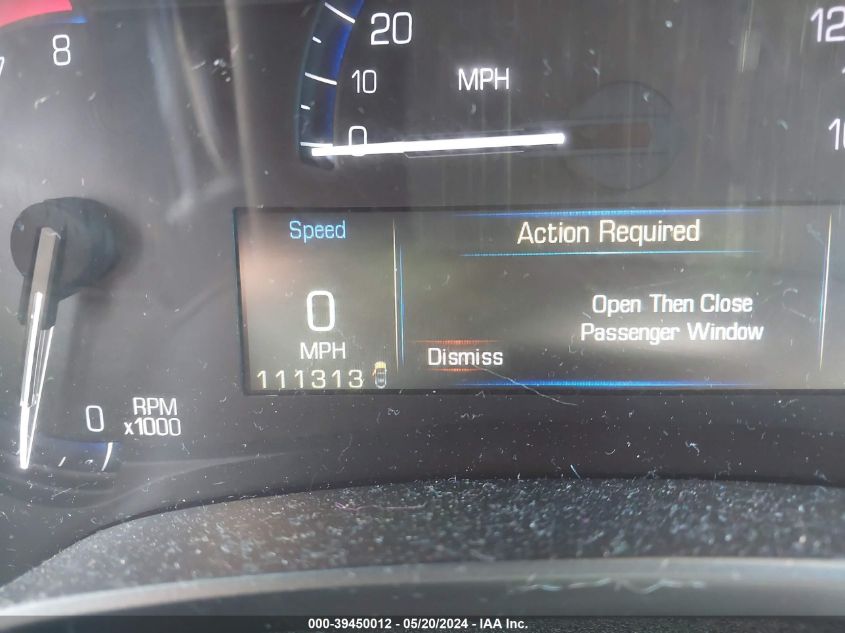 8
20
10
MPH
0
Speed
Action Required
0
MPH
Open Then Close
Passenger Window
Dismiss
111313
0
RPM
x1000
000-39450012 - 05/20/2024 - IAA Inc.